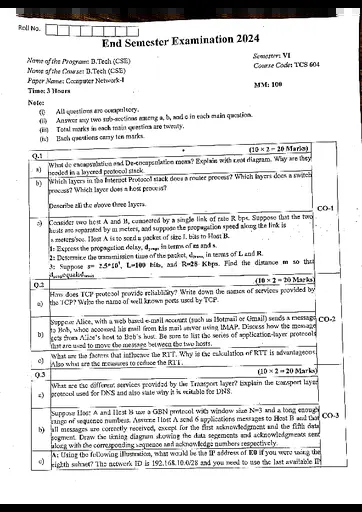 Roll No.
End Semester Examination 2024
Name of the Program: B.Tech (CSE)
Semester: VI
Name of the Course: B.Tech (CSE)
Course Code: TCS 604
Paper Name: Computer Network-I
Time: 3 Hours
MM: 100
Note:
(i) All questions are compulsory.
(ii) Answer any two sub-sections among a, b, and c in each main question.
(iii) Total marks in each main question are twenty.
(iv) Each questions carry ten marks.
Q.1 (10 × 2 = 20 Marks)
a) What do encapsulation and De-encapsulation mean? Explain with neat diagram. Why are they
needed in a layered protocol stack.
b) Which layers in the Internet Protocol stack does a router process? Which layers does a switch
process? Which layer does a host process?
Describe all the above three layers.
c) Consider two host A and B, connected by a single link of rate R bps. Suppose that the two
hosts are separated by m meters, and suppose the propagation speed along the link is
s meters/sec. Host A is to send a packet of size L bits to Host B.
1: Express the propagation delay, in terms of m and s.
2: Determine the transmission time of the packet, in terms of L and R.
3: Suppose s= 2.5*10⁸, L=100 bits, and R=28 Kbps. Find the distance m so that
CO-1
Q.2 (10 × 2 = 20 Marks)
a) How does TCP protocol provide reliability? Write down the names of services provided by
the TCP? Write the name of well known ports used by TCP.
b) Suppose Alice, with a web based e-mail account (such as Hotmail or Gmail) sends a message
to Bob, who accessed his mail from his mail server using IMAP. Discuss how the message
gets from Alice's host to Bob's host. Be sure to list the series of application-layer protocols
that are used to move the message between the two hosts.
CO-2
c) What are the factors that influence the RTT. Why is the calculation of RTT is advantageous.
Also what are the measures to reduce the RTT.
Q.3 (10 × 2 = 20 Marks)
a) What are the different services provided by the Transport layer? Explain the transport layer
protocol used for DNS and also state why it is suitable for DNS.
b) Suppose Host A and Host B use a GBN protocol with window size N=3 and a long enough
range of sequence numbers. Assume Host A send 6 applications messages to Host B and that
all messages are correctly received, except for the first acknowledgment and the fifth data
segment. Draw the timing diagram showing the data segements and acknowledgments sent
along with the corresponding sequence and acknowledge numbers respectively.
CO-3
c) A: Using the following illustration, what would be the IP address of E0 if you were using the
eighth subnet? The network ID is 192.168.10.0/28 and you need to use the last available IP